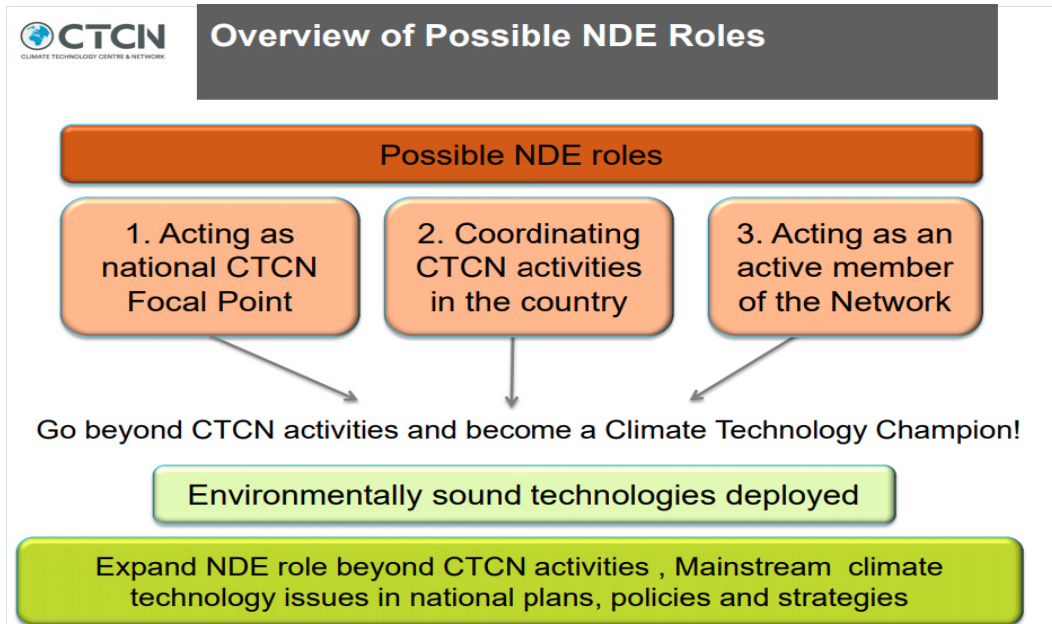 CTCN
CLIMATE TECHNOLOGY CENTRE & NETWORK
Overview of Possible NDE Roles
Possible NDE roles
1. Acting as
national CTCN
Focal Point
2. Coordinating
CTCN activities
in the country
3. Acting as an
active member
of the Network
Go beyond CTCN activities and become a Climate Technology Champion!
Environmentally sound technologies deployed
Expand NDE role beyond CTCN activities , Mainstream climate
technology issues in national plans, policies and strategies